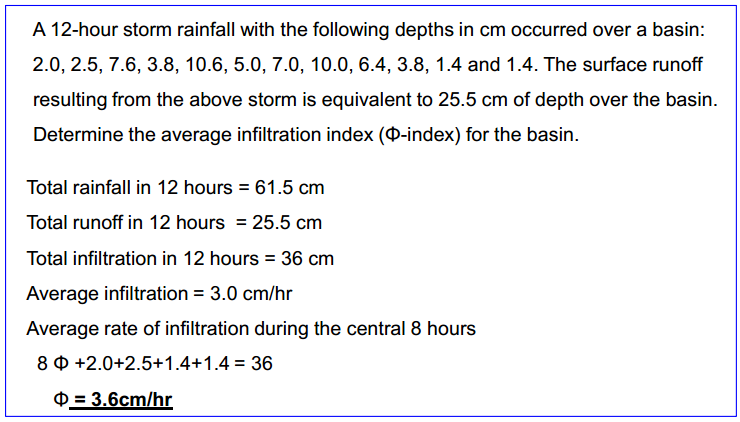 A 12-hour storm rainfall with the following depths in cm occurred over a basin:
2.0, 2.5, 7.6, 3.8, 10.6, 5.0, 7.0, 10.0, 6.4, 3.8, 1.4 and 1.4. The surface runoff
resulting from the above storm is equivalent to 25.5 cm of depth over the basin.
Determine the average infiltration index (Φ-index) for the basin.
Total rainfall in 12 hours = 61.5 cm
Total runoff in 12 hours = 25.5 cm
Total infiltration in 12 hours = 36 cm
Average infiltration = 3.0 cm/hr
Average rate of infiltration during the central 8 hours
8 Φ +2.0+2.5+1.4+1.4 = 36
Φ = 3.6cm/hr